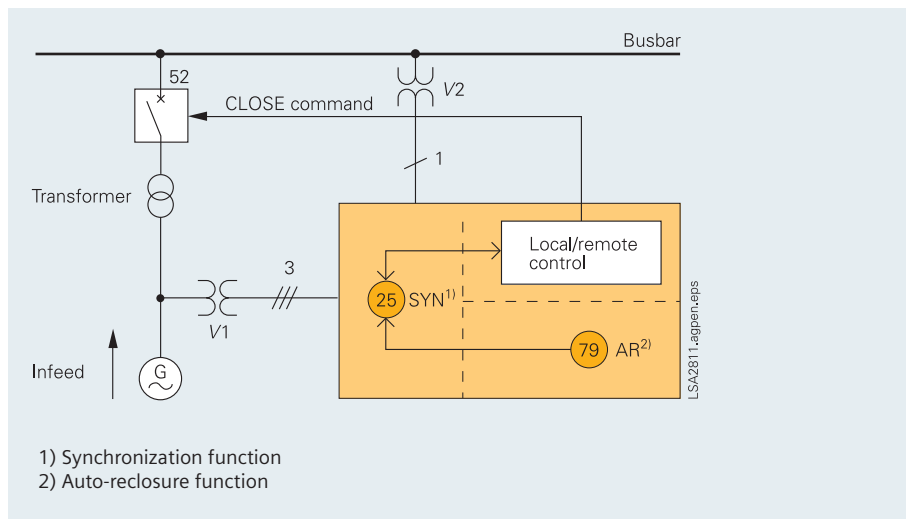 Busbar
52
V2
CLOSE command
1
Transformer
Local/remote
control
3
25 SYN¹⁾
V1
79 AR²⁾
Infeed
G
LSA2811.agpen.eps
1) Synchronization function
2) Auto-reclosure function